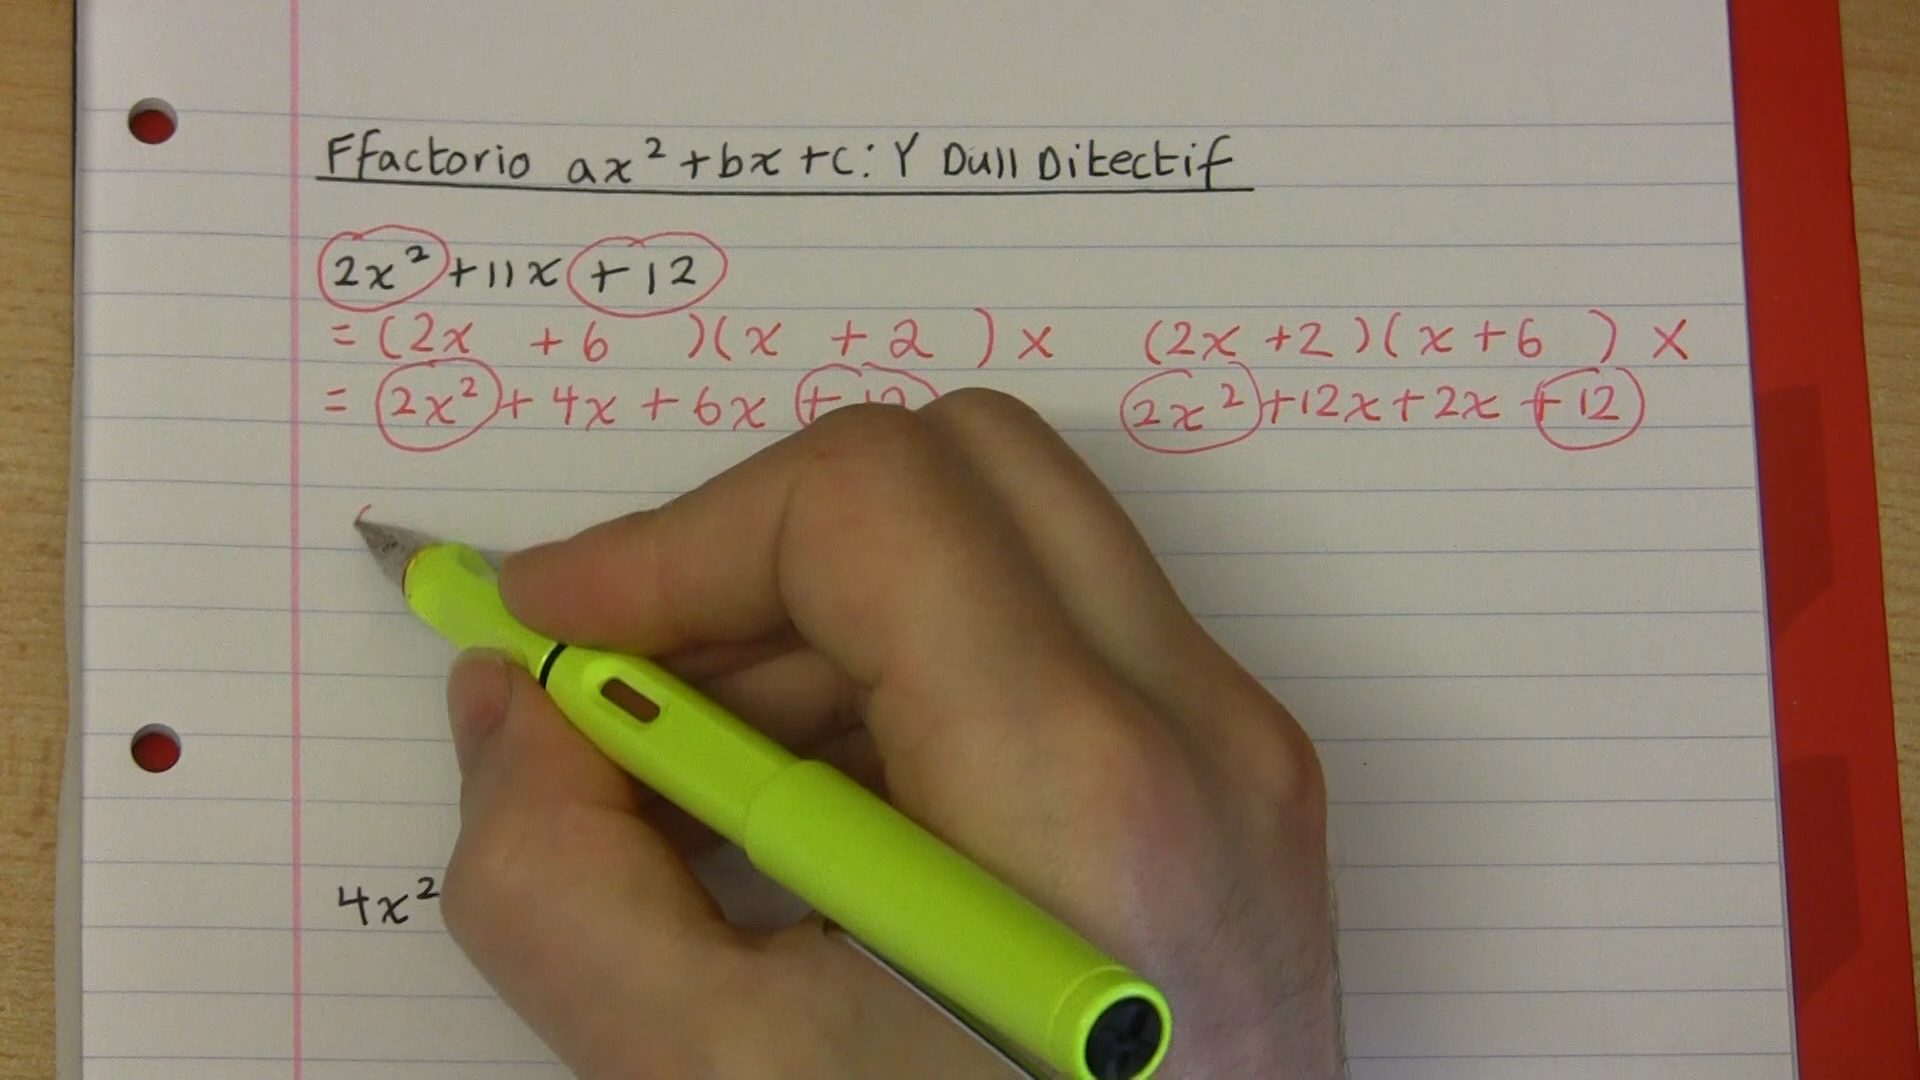 Ffactorio ax² + bx + c: Y Dull Ditectif
2x² + 11x + 12
= (2x + 6 )(x + 2 ) × (2x + 2)(x + 6 ) ×
= 2x² + 4x + 6x + 12 2x² + 12x + 2x + 12
(
4x²